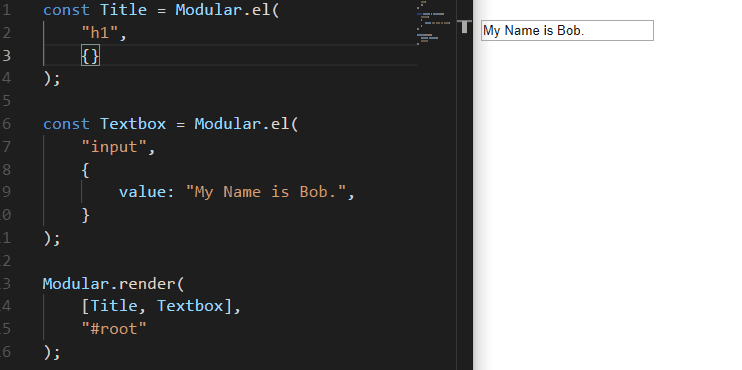 1 const Title = Modular.el(
2 "h1",
3 {}
4 );
5
6 const Textbox = Modular.el(
7 "input",
8 {
9 value: "My Name is Bob.",
0 }
1 );
2
3 Modular.render(
4 [Title, Textbox],
5 "#root"
6 );
T
My Name is Bob.